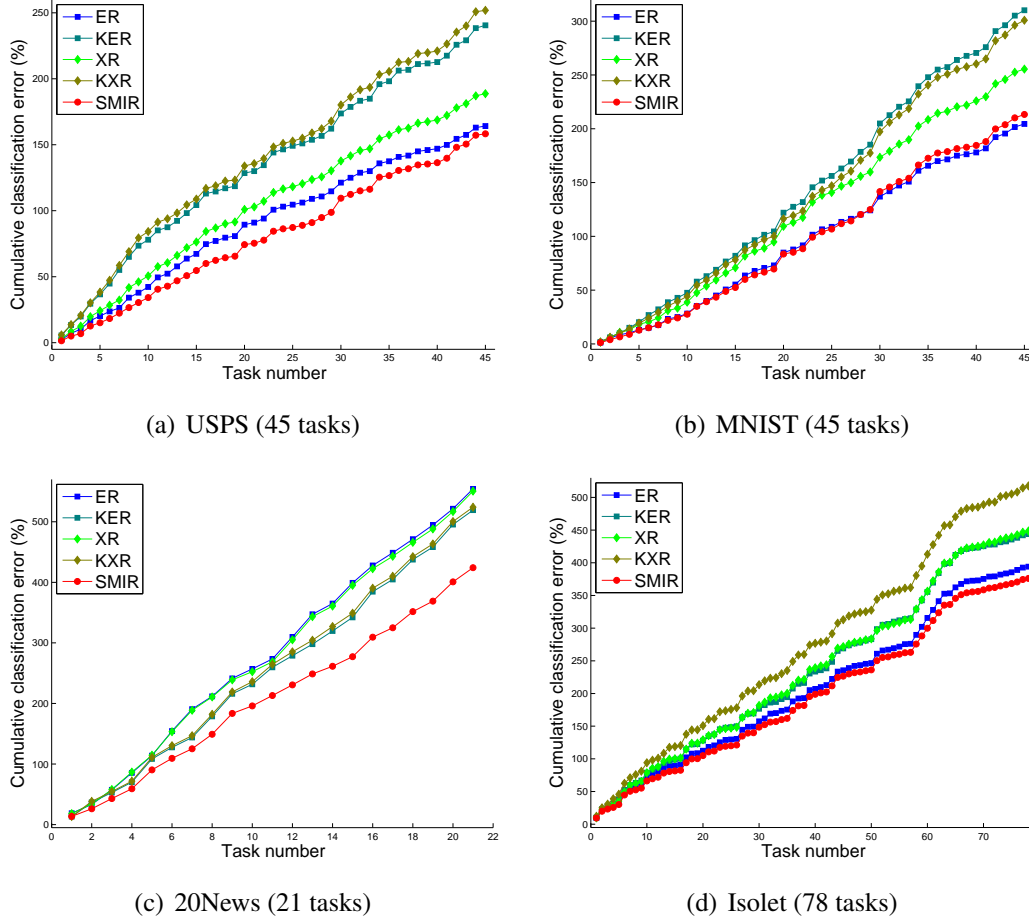 Cumulative classification error (%)
250
200
150
100
50
0
ER
KER
XR
KXR
SMIR
1 5 10 15 20 25 30 35 40 45
Task number
(a) USPS (45 tasks)
Cumulative classification error (%)
300
250
200
150
100
50
0
ER
KER
XR
KXR
SMIR
1 5 10 15 20 25 30 35 40 45
Task number
(b) MNIST (45 tasks)
Cumulative classification error (%)
500
400
300
200
100
0
ER
KER
XR
KXR
SMIR
0 2 4 6 8 10 12 14 16 18 20 22
Task number
(c) 20News (21 tasks)
Cumulative classification error (%)
500
450
400
350
300
250
200
150
100
50
0
ER
KER
XR
KXR
SMIR
1 10 20 30 40 50 60 70
Task number
(d) Isolet (78 tasks)